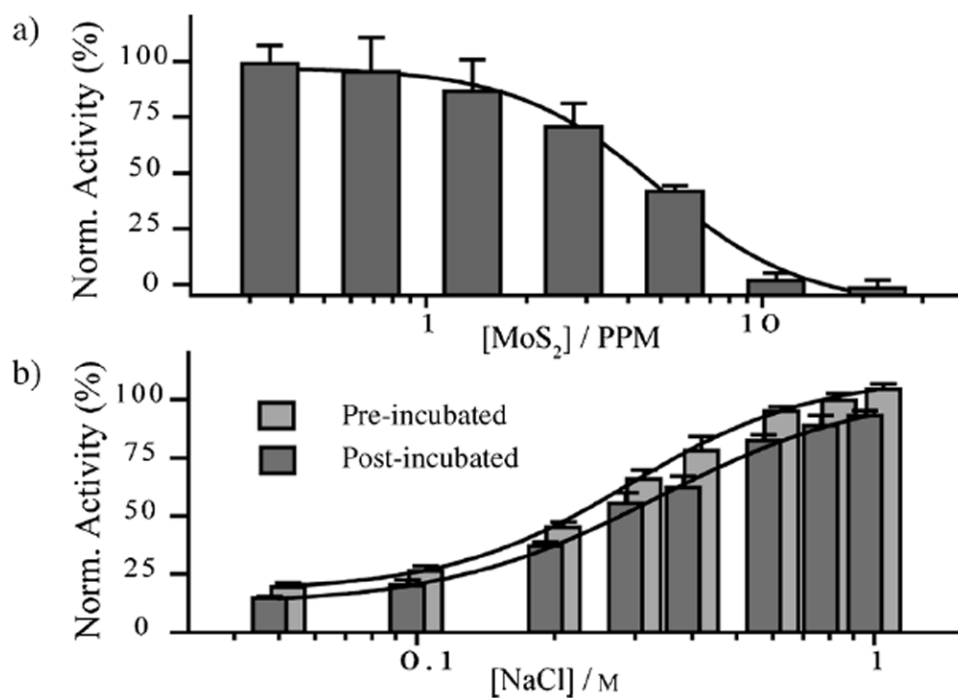 a)
Norm. Activity (%)
100
75
50
25
0
1
10
[MoS₂] / PPM
b)
Norm. Activity (%)
100
75
50
25
0
Pre-incubated
Post-incubated
0.1
1
[NaCl] / M